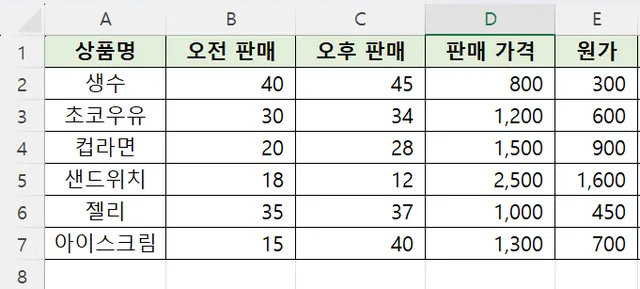 A B C D E
1 상품명 오전 판매 오후 판매 판매 가격 원가
2 생수 40 45 800 300
3 초코우유 30 34 1,200 600
4 컵라면 20 28 1,500 900
5 샌드위치 18 12 2,500 1,600
6 젤리 35 37 1,000 450
7 아이스크림 15 40 1,300 700
8